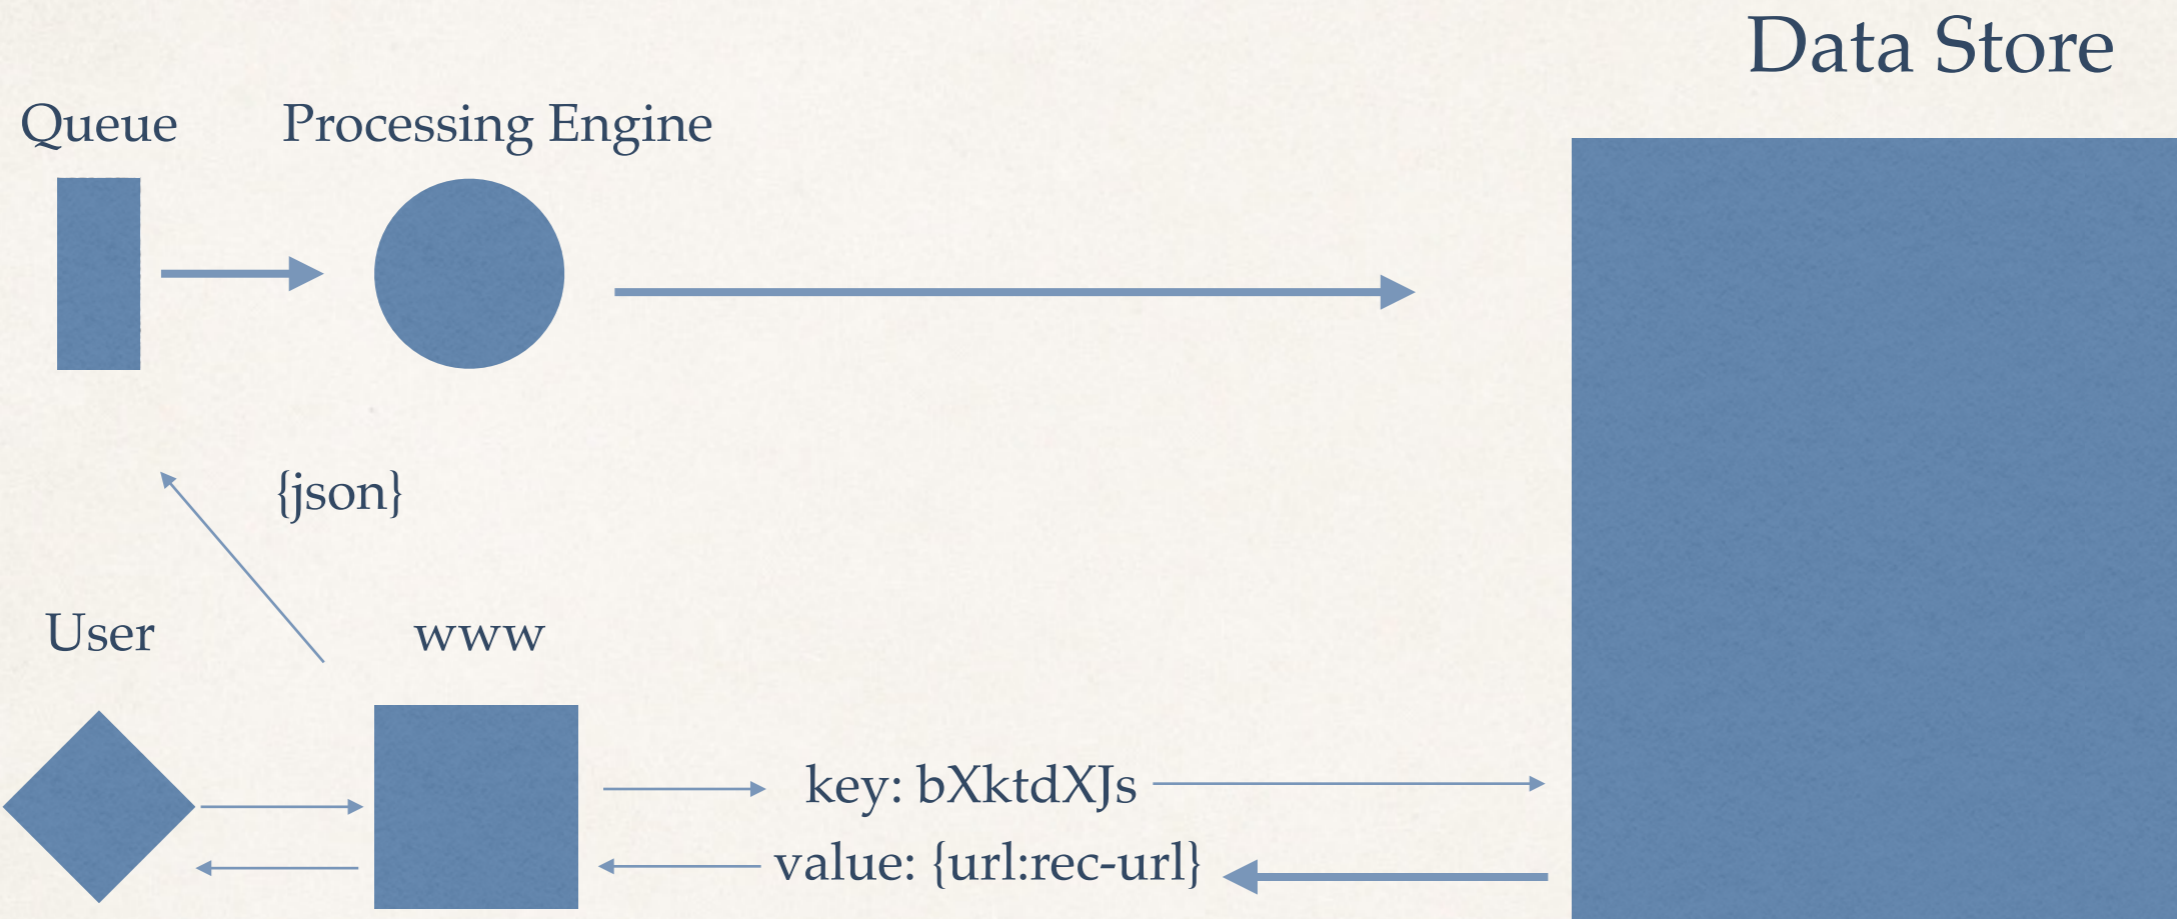 Data Store
Queue
Processing Engine
{json}
User
www
key: bXktdXJs
value: {url:rec-url}